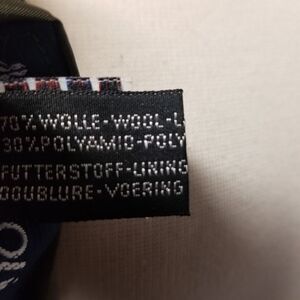 70% WOLLE-WOOL-L
30% POLYAMID-POLY
FUTTERSTOFF-LINING
DOUBLURE-VOERING